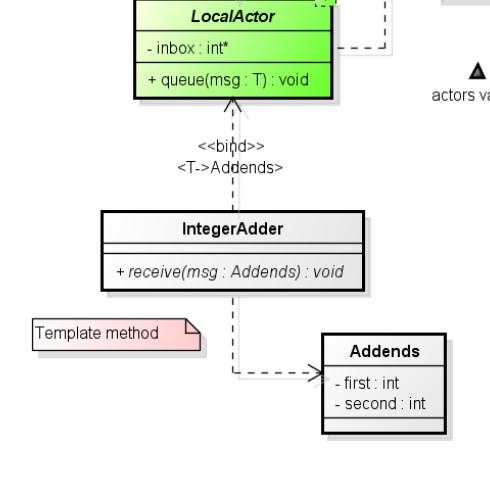 LocalActor
- inbox : int*
+ queue(msg : T) : void
actors
<<bind>>
<T->Addends>
IntegerAdder
+ receive(msg : Addends) : void
Template method
Addends
- first : int
- second : int